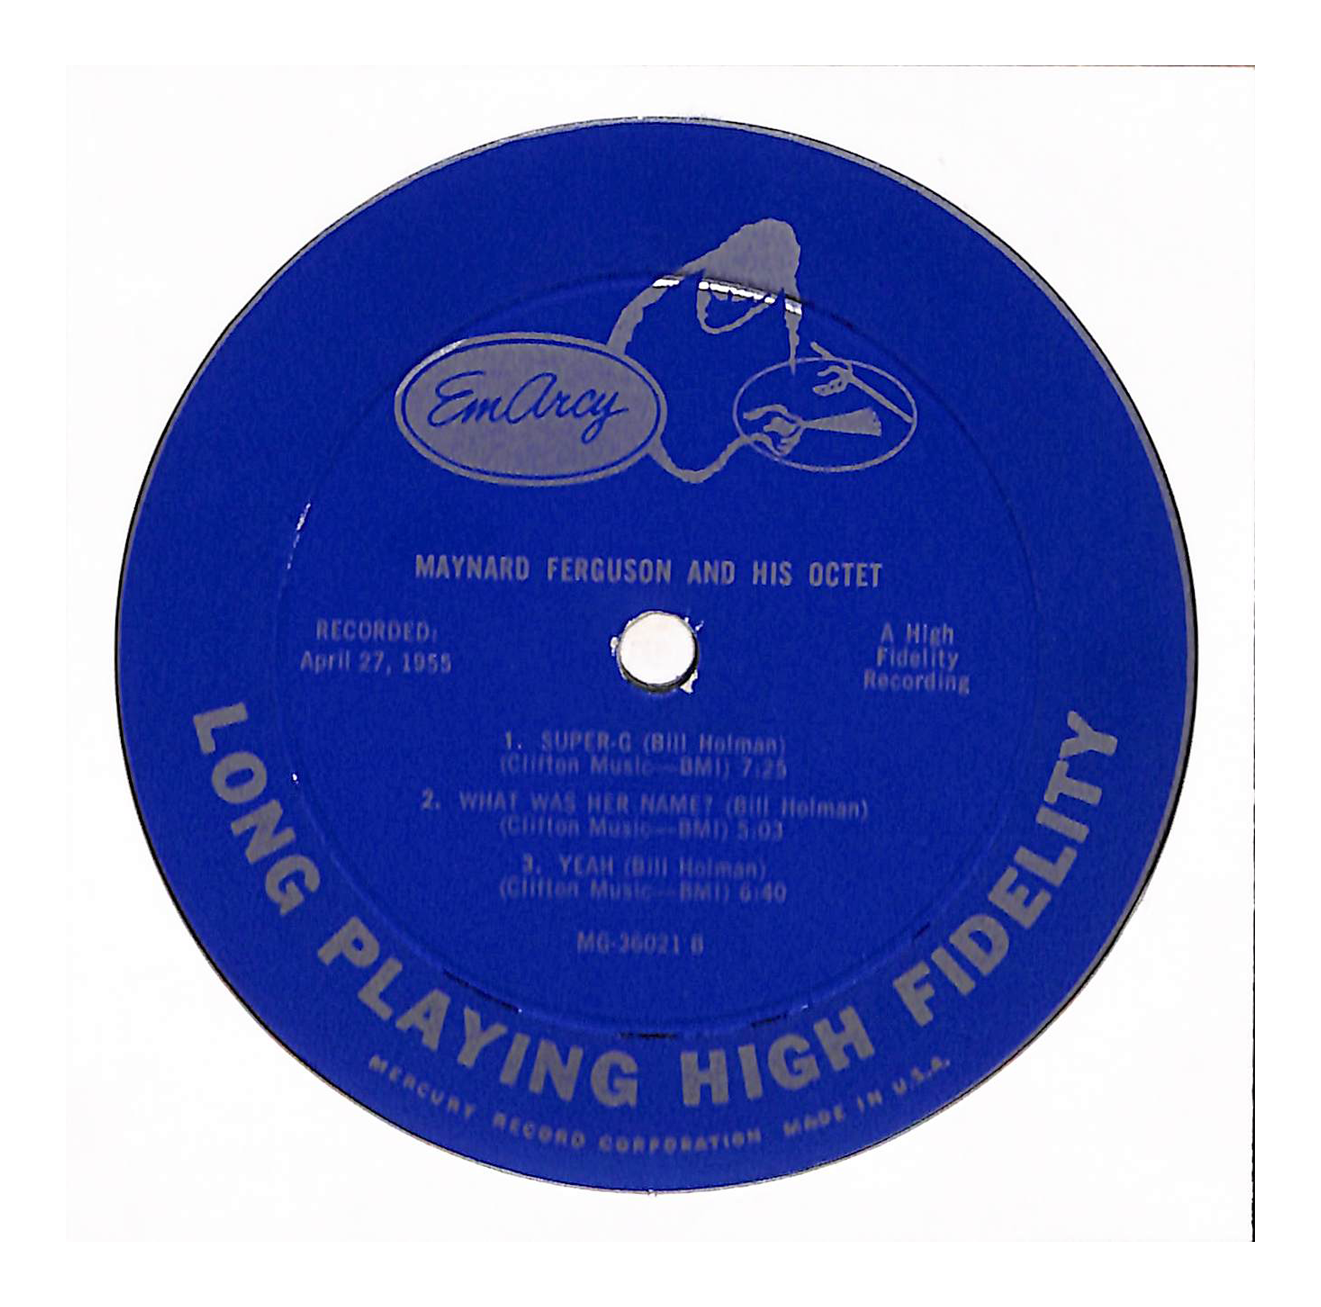 EmArcy
MAYNARD FERGUSON AND HIS OCTET
RECORDED:
April 27, 1955
A High
Fidelity
Recording
1. SUPER-G (Bill Holman)
(Clifton Music—BMI) 7:25
2. WHAT WAS HER NAME? (Bill Holman)
(Clifton Music—BMI) 5:03
3. YEAH (Bill Holman)
(Clifton Music—BMI) 6:40
MG-36021 B
LONG PLAYING HIGH FIDELITY
MERCURY RECORD CORPORATION MADE IN U.S.A.